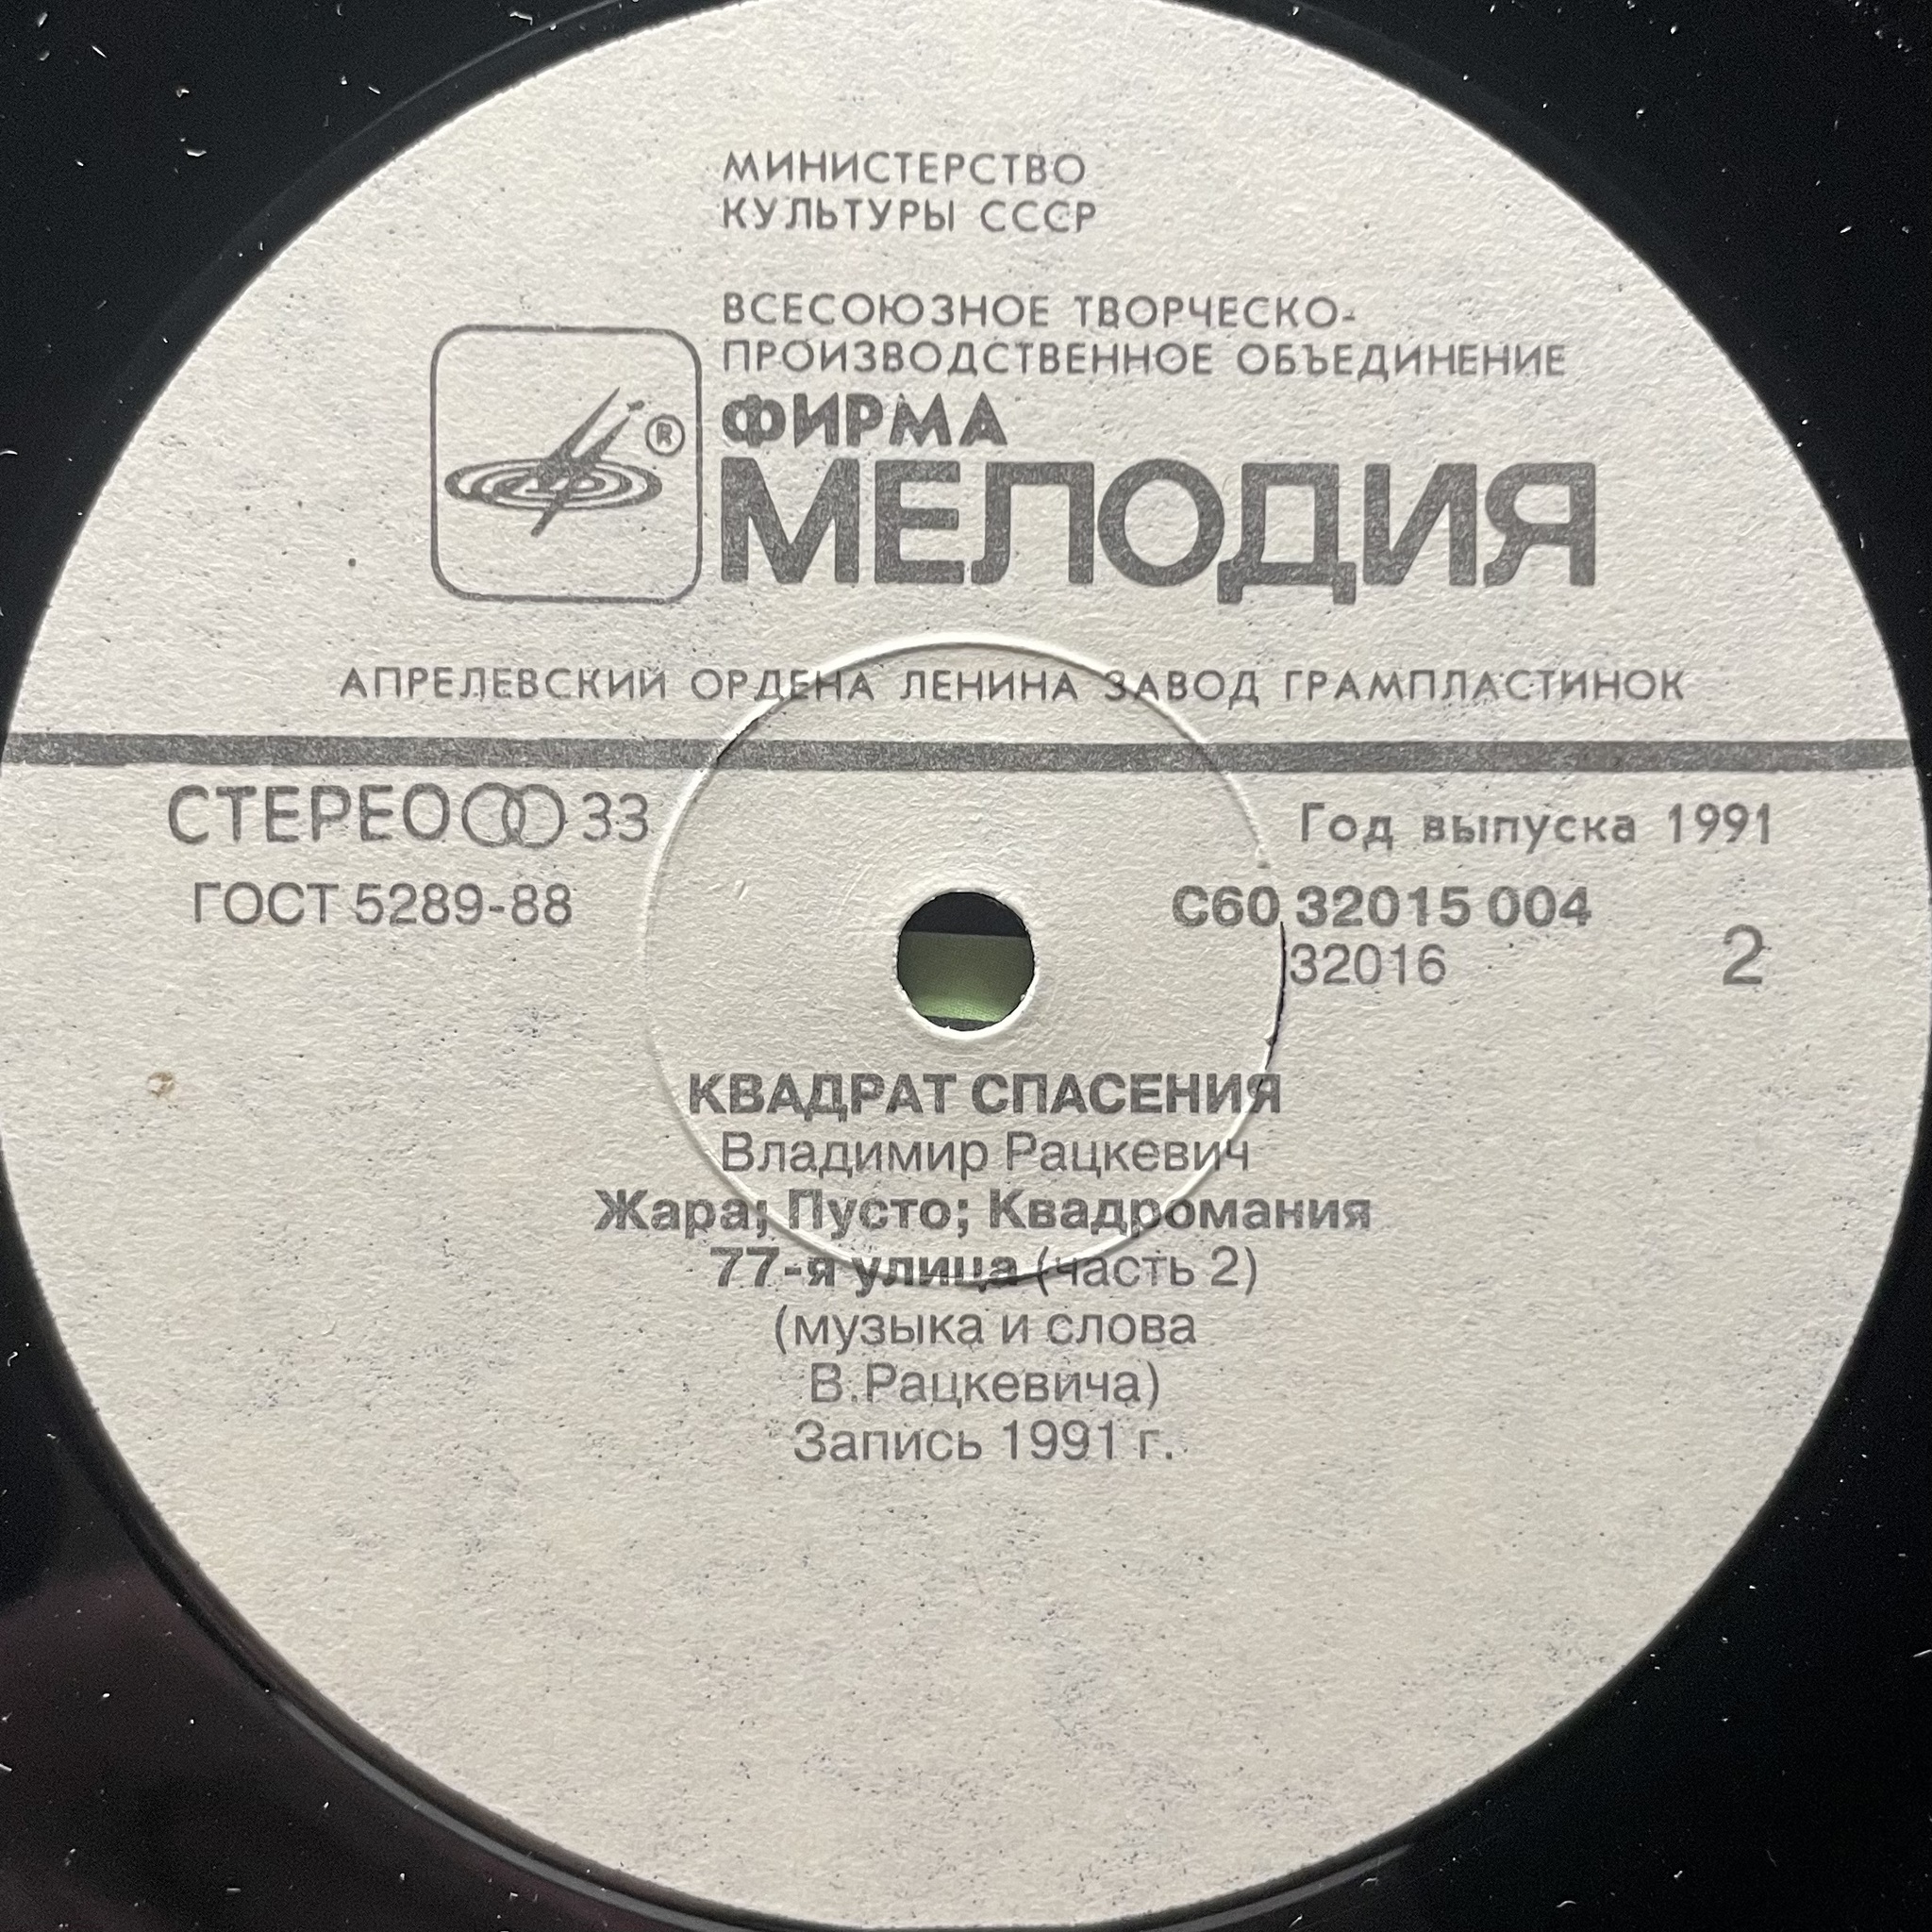 МИНИСТЕРСТВО
КУЛЬТУРЫ СССР
ВСЕСОЮЗНОЕ ТВОРЧЕСКО-
ПРОИЗВОДСТВЕННОЕ ОБЪЕДИНЕНИЕ
®
ФИРМА
МЕЛОДИЯ
АПРЕЛЕВСКИЙ ОРДЕНА ЛЕНИНА ЗАВОД ГРАМПЛАСТИНОК
СТЕРЕО 33
Год выпуска 1991
ГОСТ 5289-88
С60 32015 004
32016
2
КВАДРАТ СПАСЕНИЯ
Владимир Рацкевич
Жара; Пусто; Квадромания
77-я улица (часть 2)
(музыка и слова
В.Рацкевича)
Запись 1991 г.